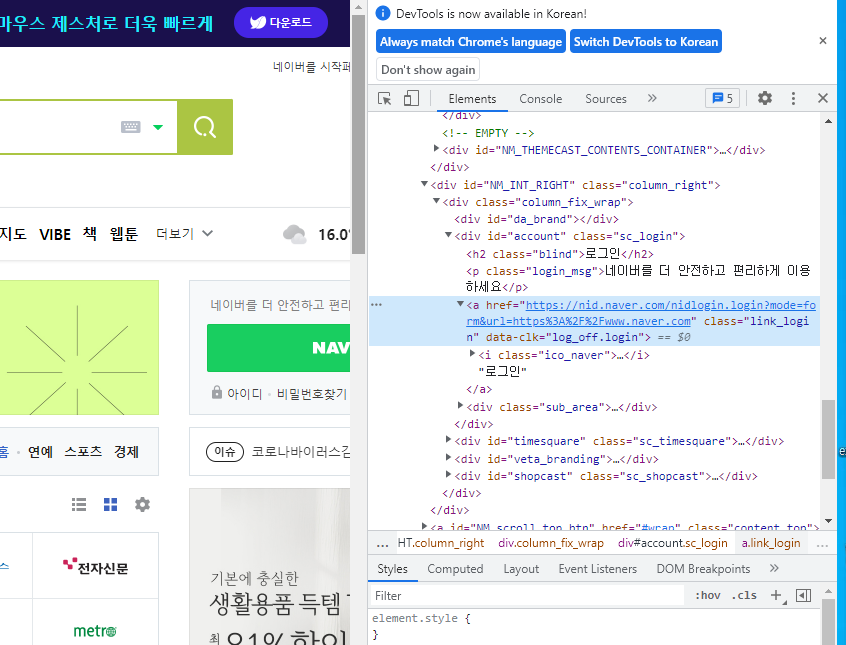 마우스 제스처로 더욱 빠르게
다운로드
네이버를 시작페
지도 VIBE 책 웹툰 더보기
16.0°
네이버를 더 안전하고 편리
NAV
아이디 · 비밀번호찾기
홈 · 연예 스포츠 경제
이슈 코로나바이러스감
스
전자신문
metro
기본에 충실한
생활용품 득템
최
DevTools is now available in Korean!
Always match Chrome's language
Switch DevTools to Korean
Don't show again
Elements Console Sources » 5
</div>
<!-- EMPTY -->
<div id="NM_THEMECAST_CONTENTS_CONTAINER">…</div>
</div>
<div id="NM_INT_RIGHT" class="column_right">
<div class="column_fix_wrap">
<div id="da_brand"></div>
<div id="account" class="sc_login">
<h2 class="blind">로그인</h2>
<p class="login_msg">네이버를 더 안전하고 편리하게 이용
하세요</p>
<a href="https://nid.naver.com/nidlogin.login?mode=fo
rm&url=https%3A%2F%2Fwww.naver.com" class="link_logi
n" data-clk="log_off.login"> == $0
<i class="ico_naver">…</i>
"로그인"
</a>
<div class="sub_area">…</div>
</div>
<div id="timesquare" class="sc_timesquare">…</div>
<div id="veta_branding">…</div>
<div id="shopcast" class="sc_shopcast">…</div>
</div>
</div>
<a id="NM_scroll_top_btn" href="#wrap" class="content_top">
... HT.column_right div.column_fix_wrap div#account.sc_login a.link_login ...
Styles Computed Layout Event Listeners DOM Breakpoints »
Filter :hov .cls +
element.style {
}